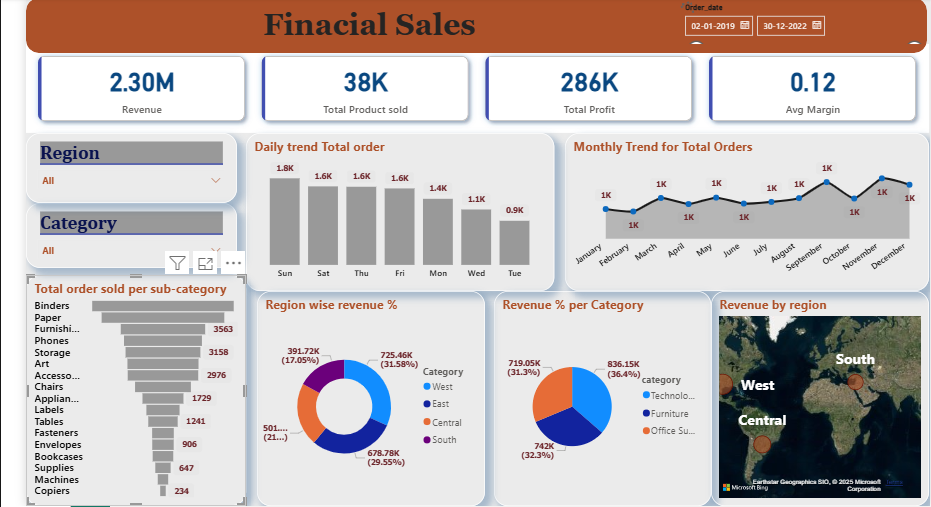 Finacial Sales
Order_date
02-01-2019
30-12-2022
2.30M
Revenue
38K
Total Product sold
286K
Total Profit
0.12
Avg Margin
Region
All
Category
All
Daily trend Total order
1.8K
1.6K
1.6K
1.6K
1.4K
1.1K
0.9K
Sun
Sat
Thu
Fri
Mon
Wed
Tue
Monthly Trend for Total Orders
1K
1K
1K
1K
1K
1K
1K
1K
1K
1K
1K
1K
January
February
March
April
May
June
July
August
September
October
November
December
Total order sold per sub-category
Binders
Paper
Furnishi... 3563
Phones
Storage 3158
Art
Accesso... 2976
Chairs
Applian... 1729
Labels
Tables 1241
Fasteners
Envelopes 906
Bookcases
Supplies 647
Machines
Copiers 234
Region wise revenue %
391.72K
(17.05%)
725.46K
(31.58%)
501....
(21...)
678.78K
(29.55%)
Category
West
East
Central
South
Revenue % per Category
719.05K
(31.3%)
836.15K
(36.4%)
742K
(32.3%)
category
Technolo...
Furniture
Office Su...
Revenue by region
South
West
Central
Microsoft Bing
Earthstar Geographics SIO, © 2025 Microsoft
Corporation